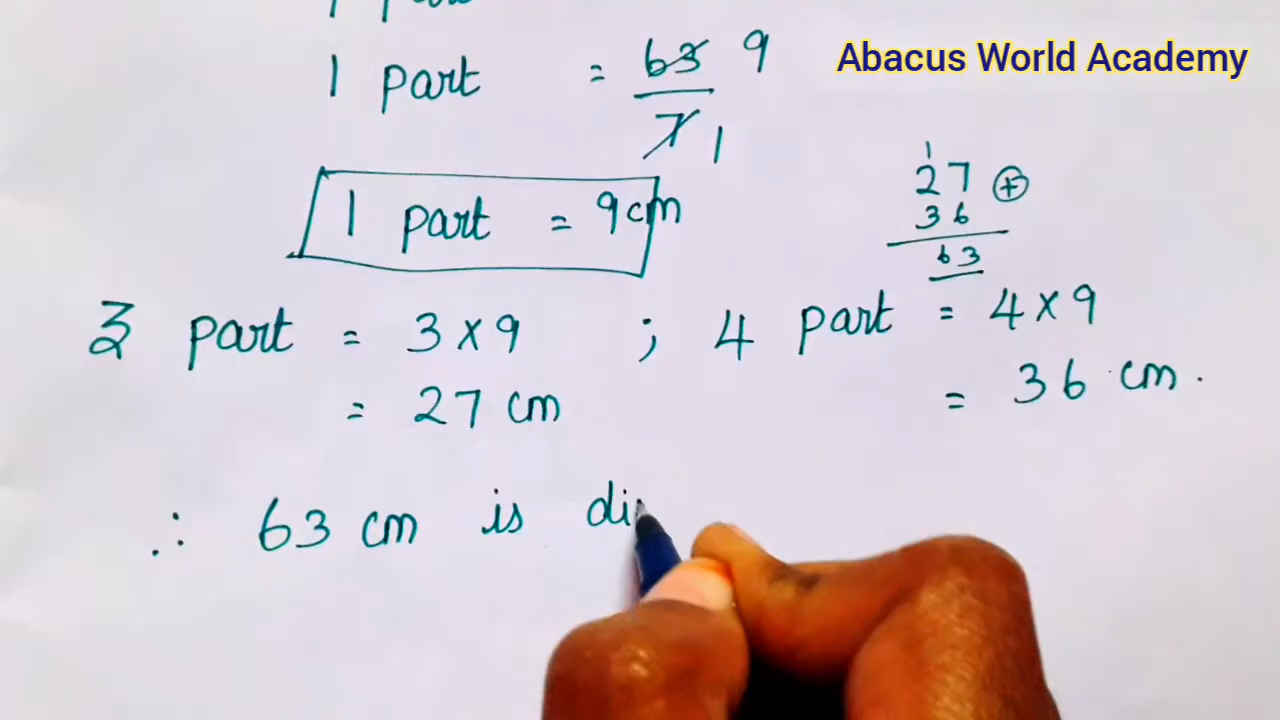 Abacus World Academy
1 part = 63 9
7 1
1 part = 9cm
1
27 +
36
63
3 part = 3 x 9 ; 4 part = 4 x 9
= 27 cm = 36 cm.
∴ 63 cm is di